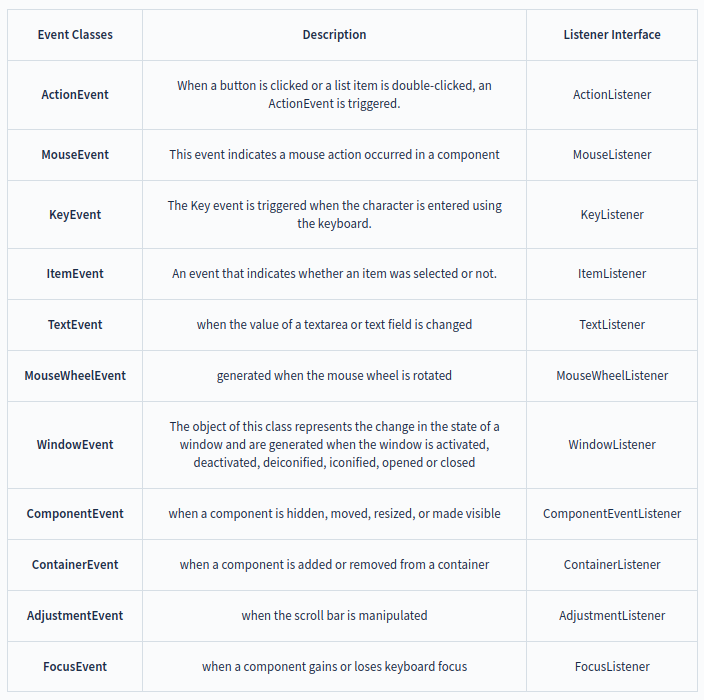 Event Classes Description Listener Interface
ActionEvent
When a button is clicked or a list item is double-clicked, an
ActionEvent is triggered.
ActionListener
MouseEvent This event indicates a mouse action occurred in a component MouseListener
KeyEvent
The Key event is triggered when the character is entered using
the keyboard.
KeyListener
ItemEvent An event that indicates whether an item was selected or not. ItemListener
TextEvent when the value of a textarea or text field is changed TextListener
MouseWheelEvent generated when the mouse wheel is rotated MouseWheelListener
WindowEvent
The object of this class represents the change in the state of a
window and are generated when the window is activated,
deactivated, deiconified, iconified, opened or closed
WindowListener
ComponentEvent when a component is hidden, moved, resized, or made visible ComponentEventListener
ContainerEvent when a component is added or removed from a container ContainerListener
AdjustmentEvent when the scroll bar is manipulated AdjustmentListener
FocusEvent when a component gains or loses keyboard focus FocusListener